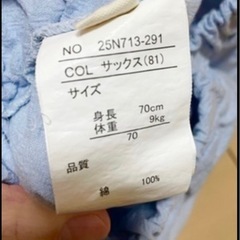 NO 25N713-291
COL サックス(81)
サイズ
身長 70cm
体重 9kg
70
品質
綿 100%